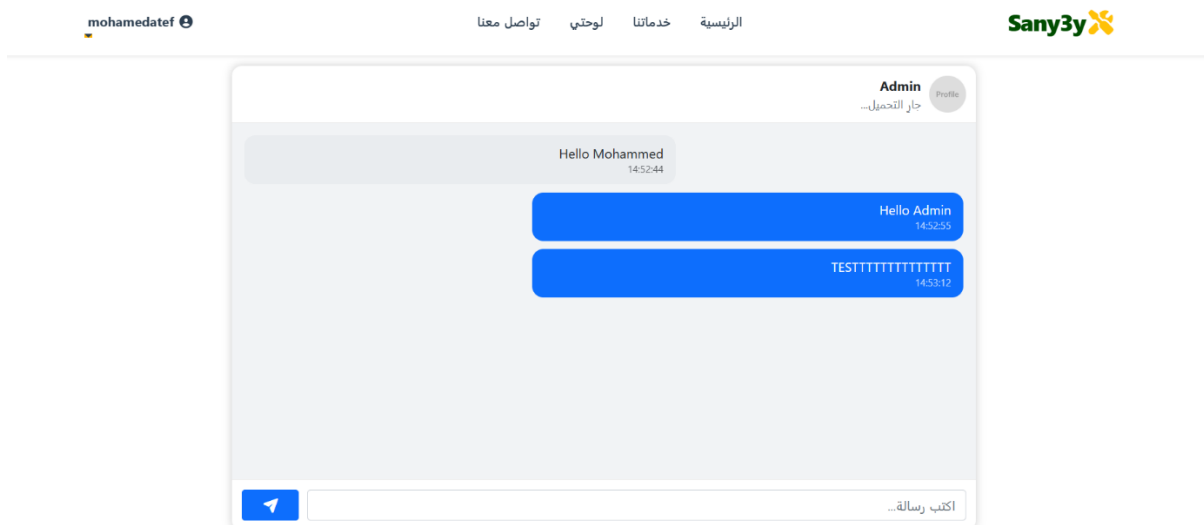 Sany3y
الرئيسية خدماتنا لوحتي تواصل معنا
mohamedatef
Profile
Admin
جارِ التحميل...
Hello Mohammed
14:52:44
Hello Admin
14:52:55
TESTTTTTTTTTTTTTT
14:53:12
اكتب رسالة...